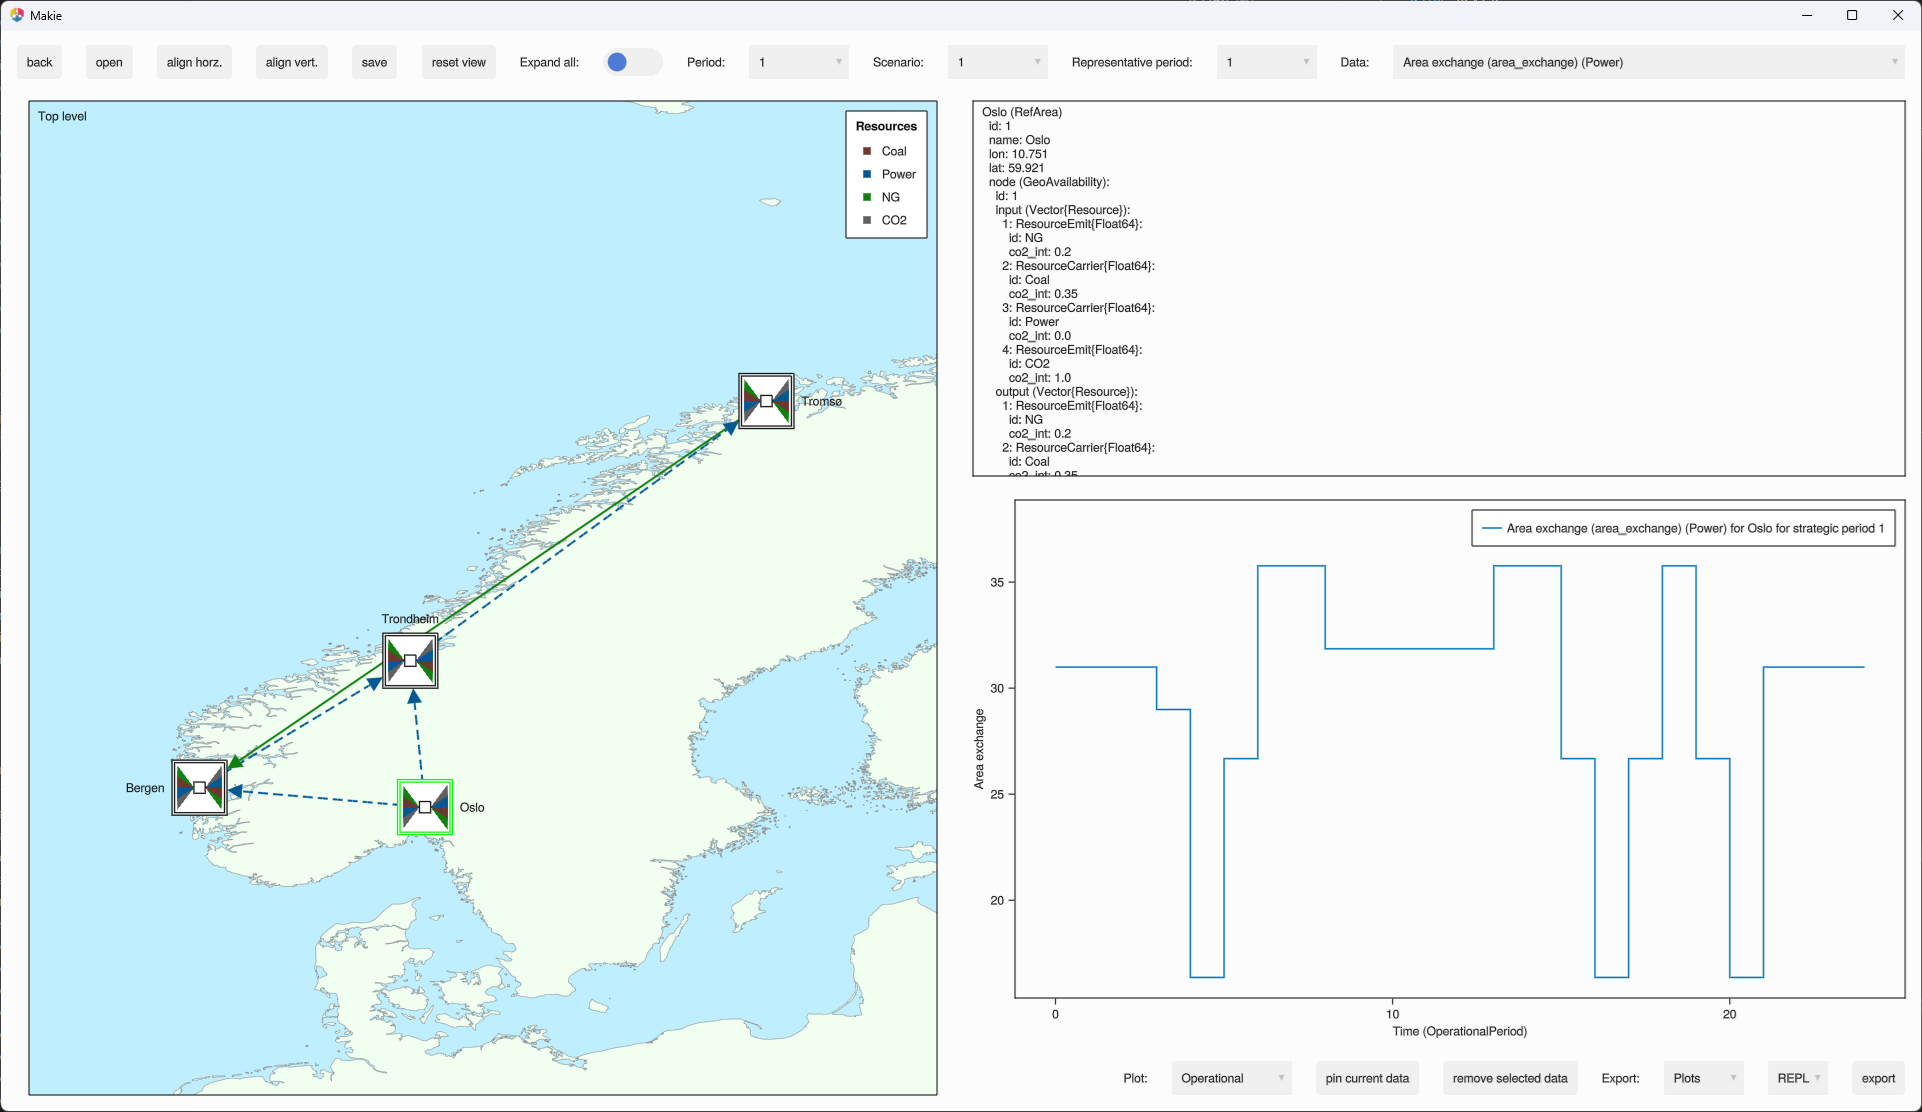 Makie
back open align horz. align vert. save reset view Expand all: Period: 1 Scenario: 1 Representative period: 1 Data: Area exchange (area_exchange) (Power)
Top level
Resources
Coal
Power
NG
CO2
Tromsø
Trondheim
Bergen
Oslo
Oslo (RefArea)
id: 1
name: Oslo
lon: 10.751
lat: 59.921
node (GeoAvailability):
id: 1
input (Vector{Resource}):
1: ResourceEmit{Float64}:
id: NG
co2_int: 0.2
2: ResourceCarrier{Float64}:
id: Coal
co2_int: 0.35
3: ResourceCarrier{Float64}:
id: Power
co2_int: 0.0
4: ResourceEmit{Float64}:
id: CO2
co2_int: 1.0
output (Vector{Resource}):
1: ResourceEmit{Float64}:
id: NG
co2_int: 0.2
2: ResourceCarrier{Float64}:
id: Coal
co2_int: 0.35
Area exchange (area_exchange) (Power) for Oslo for strategic period 1
35
30
25
20
Area exchange
0 10 20
Time (OperationalPeriod)
Plot: Operational pin current data remove selected data Export: Plots REPL export